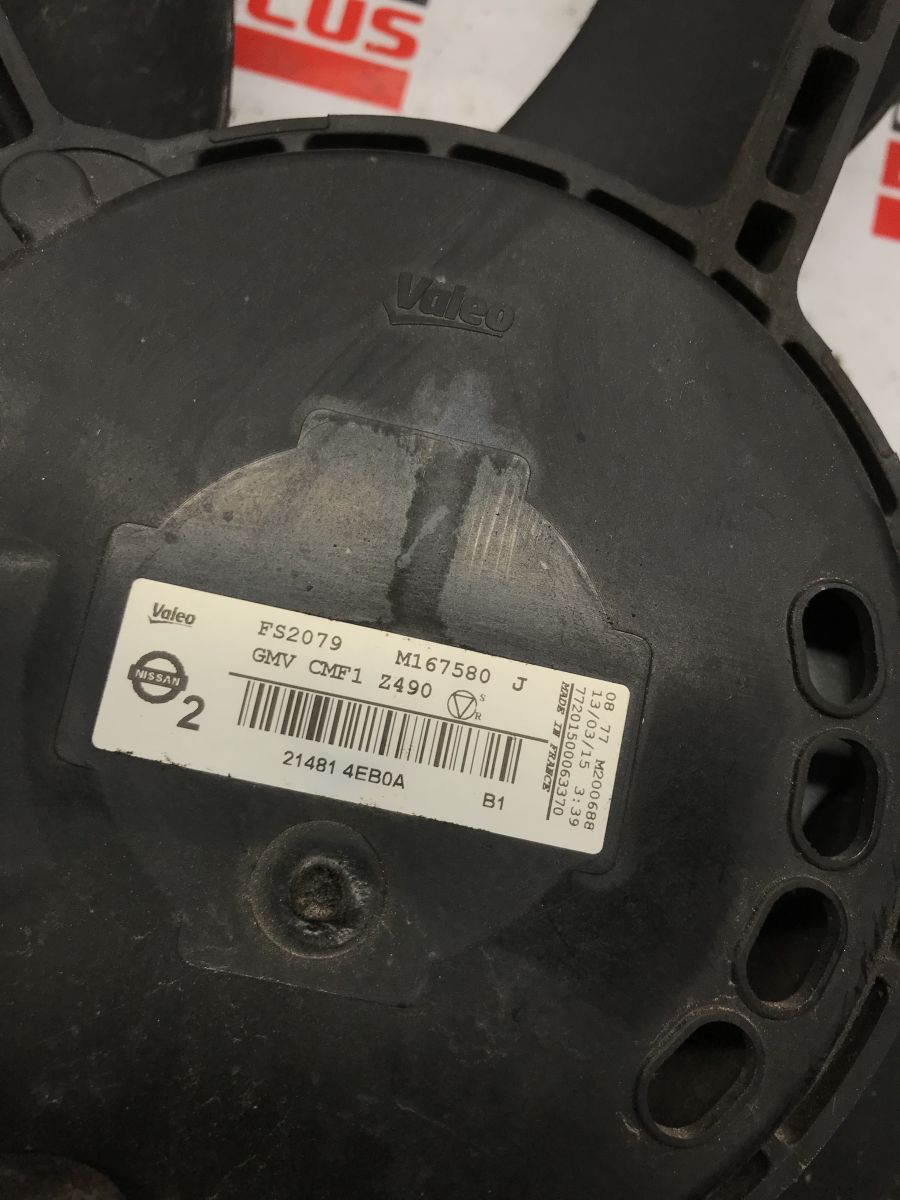 CUS
Valeo
Valeo
FS2079 M167580 J
GMV CMF1 Z490
S
R
NISSAN
2
21481 4EB0A
B1
MADE IN FRANCE
77201500063370
13/03/15 3:39
08 77 M200688